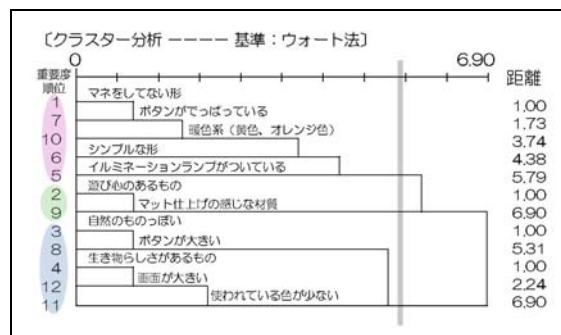 〔クラスター分析 ーーーー 基準：ウォート法〕
0 6.90
重要度
順位 距離
マネをしてない形
1 1.00
ボタンがでっぱっている
7 1.73
暖色系（黄色、オレンジ色）
10 3.74
シンプルな形
6 4.38
イルミネーションランプがついている
5 5.79
遊び心のあるもの
2 1.00
マット仕上げの感じな材質
9 6.90
自然のものっぽい
3 1.00
ボタンが大きい
8 5.31
生き物らしさがあるもの
4 1.00
画面が大きい
12 2.24
使われている色が少ない
11 6.90